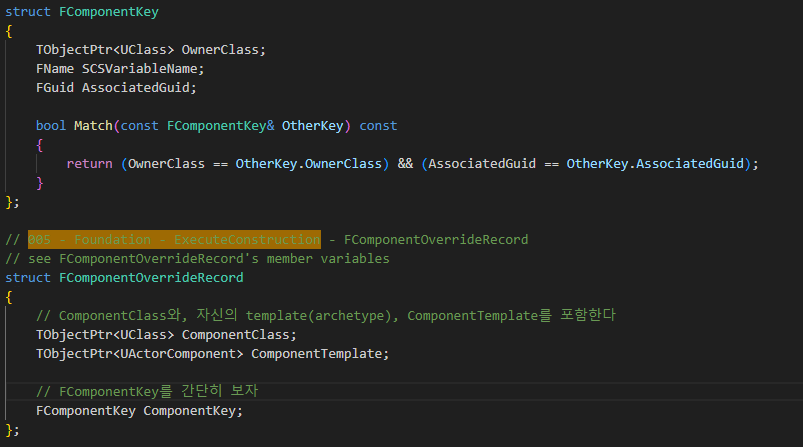 struct FComponentKey
{
    TObjectPtr<UClass> OwnerClass;
    FName SCSVariableName;
    FGuid AssociatedGuid;
    bool Match(const FComponentKey& OtherKey) const
    {
        return (OwnerClass == OtherKey.OwnerClass) && (AssociatedGuid == OtherKey.AssociatedGuid);
    }
};
// 005 - Foundation - ExecuteConstruction - FComponentOverrideRecord
// see FComponentOverrideRecord's member variables
struct FComponentOverrideRecord
{
    // ComponentClass와, 자신의 template(archetype), ComponentTemplate를 포함한다
    TObjectPtr<UClass> ComponentClass;
    TObjectPtr<UActorComponent> ComponentTemplate;
    // FComponentKey를 간단히 보자
    FComponentKey ComponentKey;
};